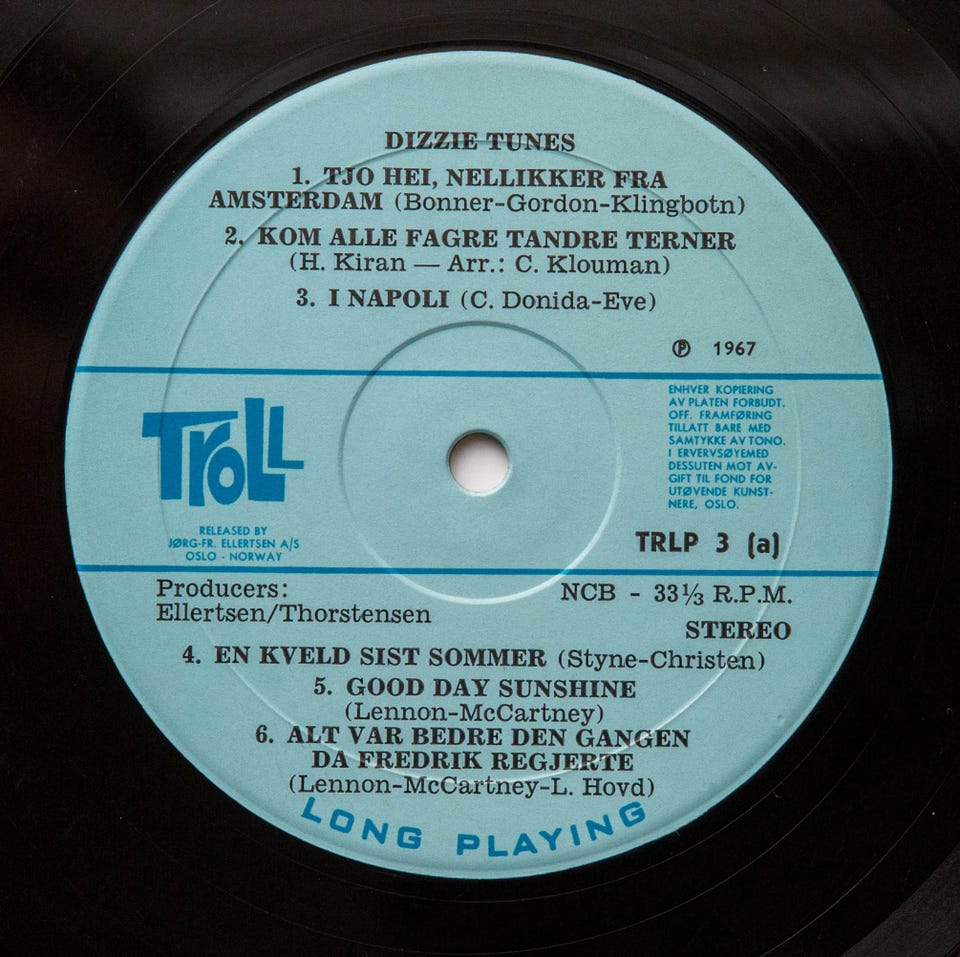 DIZZIE TUNES
1. TJO HEI, NELLIKKER FRA
AMSTERDAM (Bonner-Gordon-Klingbotn)
2. KOM ALLE FAGRE TANDRE TERNER
(H. Kiran — Arr.: C. Klouman)
3. I NAPOLI (C. Donida-Eve)
Ⓟ 1967
TROLL
RELEASED BY
JØRG-FR. ELLERTSEN A/S
OSLO - NORWAY
ENHVER KOPIERING
AV PLATEN FORBUDT.
OFF. FRAMFØRING
TILLATT BARE MED
SAMTYKKE AV TONO.
I ERVERVSØYEMED
DESSUTEN MOT AV-
GIFT TIL FOND FOR
UTØVENDE KUNST-
NERE, OSLO.
TRLP 3 (a)
Producers:
Ellertsen/Thorstensen
NCB - 33⅓ R.P.M.
STEREO
4. EN KVELD SIST SOMMER (Styne-Christen)
5. GOOD DAY SUNSHINE
(Lennon-McCartney)
6. ALT VAR BEDRE DEN GANGEN
DA FREDRIK REGJERTE
(Lennon-McCartney-L. Hovd)
LONG PLAYING